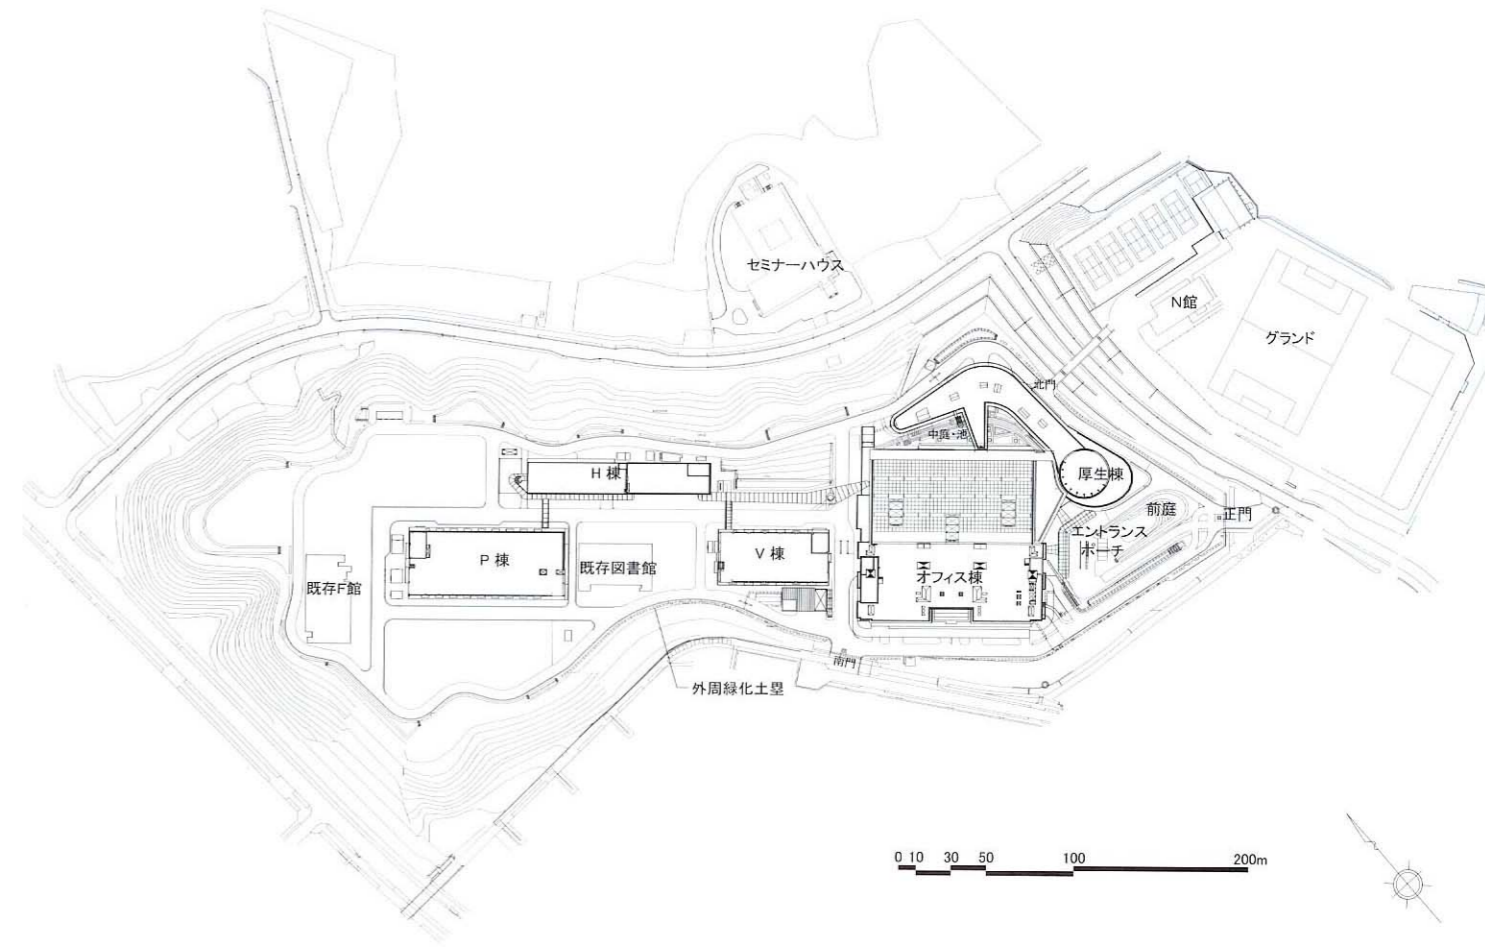 セミナーハウス
N館
グランド
北門
中庭・池
厚生棟
H 棟
前庭
正門
エントランス
ポーチ
P 棟
既存図書館
V 棟
オフィス棟
既存F館
南門
外周緑化土塁
0 10 30 50 100 200m